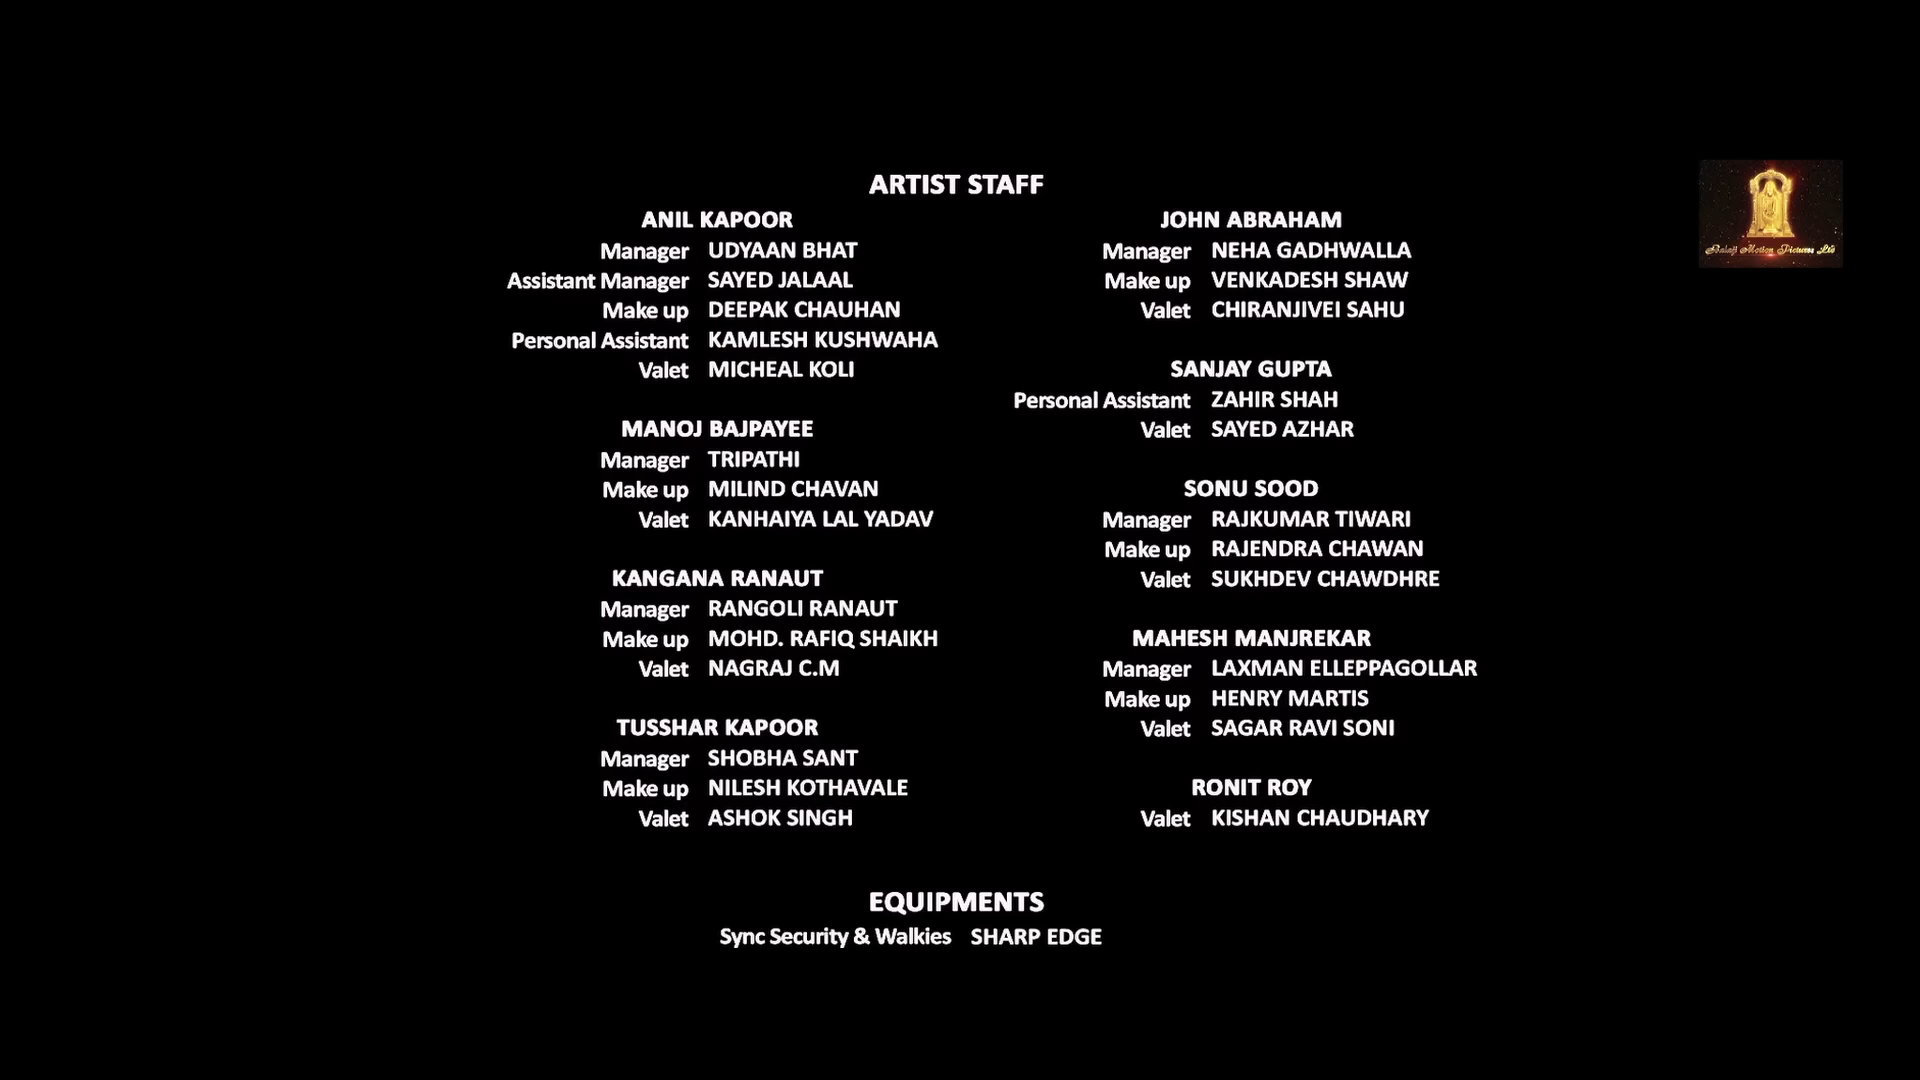 ARTIST STAFF
ANIL KAPOOR
Manager UDYAAN BHAT
Assistant Manager SAYED JALAAL
Make up DEEPAK CHAUHAN
Personal Assistant KAMLESH KUSHWAHA
Valet MICHEAL KOLI
MANOJ BAJPAYEE
Manager TRIPATHI
Make up MILIND CHAVAN
Valet KANHAIYA LAL YADAV
KANGANA RANAUT
Manager RANGOLI RANAUT
Make up MOHD. RAFIQ SHAIKH
Valet NAGRAJ C.M
TUSSHAR KAPOOR
Manager SHOBHA SANT
Make up NILESH KOTHAVALE
Valet ASHOK SINGH
JOHN ABRAHAM
Manager NEHA GADHWALLA
Make up VENKADESH SHAW
Valet CHIRANJIVEI SAHU
SANJAY GUPTA
Personal Assistant ZAHIR SHAH
Valet SAYED AZHAR
SONU SOOD
Manager RAJKUMAR TIWARI
Make up RAJENDRA CHAWAN
Valet SUKHDEV CHAWDHRE
MAHESH MANJREKAR
Manager LAXMAN ELLEPPAGOLLAR
Make up HENRY MARTIS
Valet SAGAR RAVI SONI
RONIT ROY
Valet KISHAN CHAUDHARY
EQUIPMENTS
Sync Security & Walkies SHARP EDGE
Balaji Motion Pictures Ltd